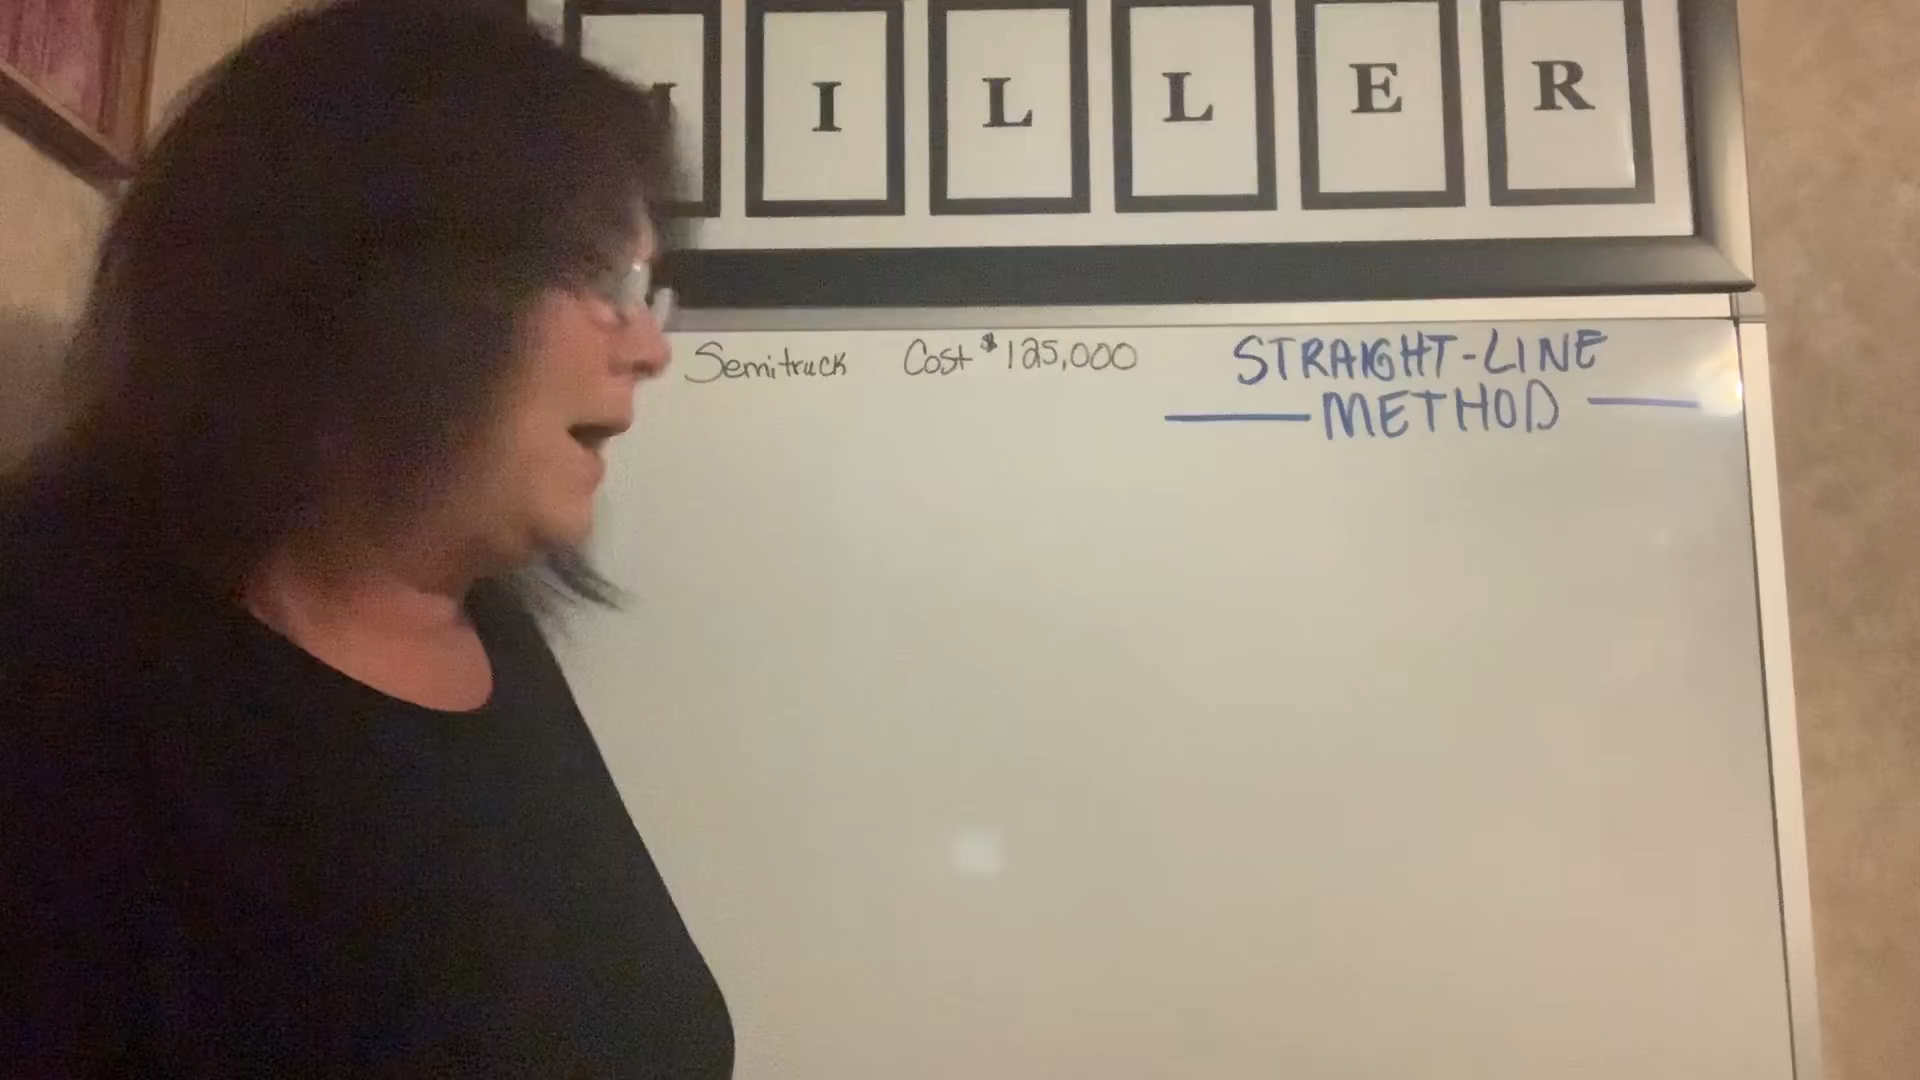 I L L E R
Semitruck Cost $125,000
STRAIGHT-LINE
METHOD